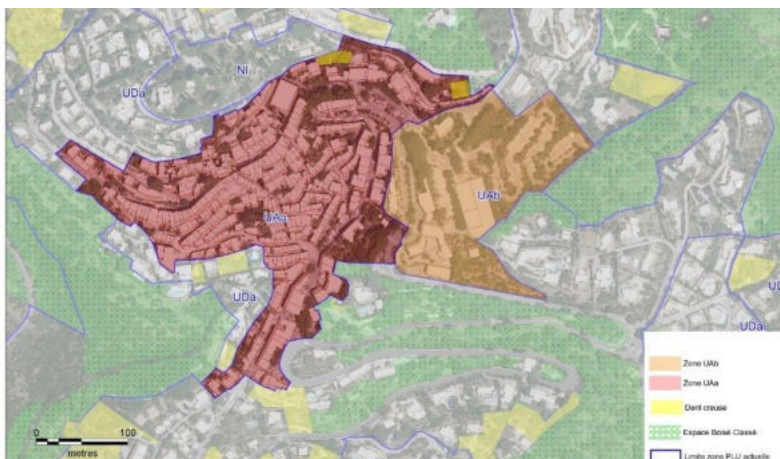 NI
UDa
UAb
UAa
UDa
UDa
Zone UAb
Zone UAa
Dent creuse
Espace Boisé Classé
Limite zone PLU actuelle
0 100
metres